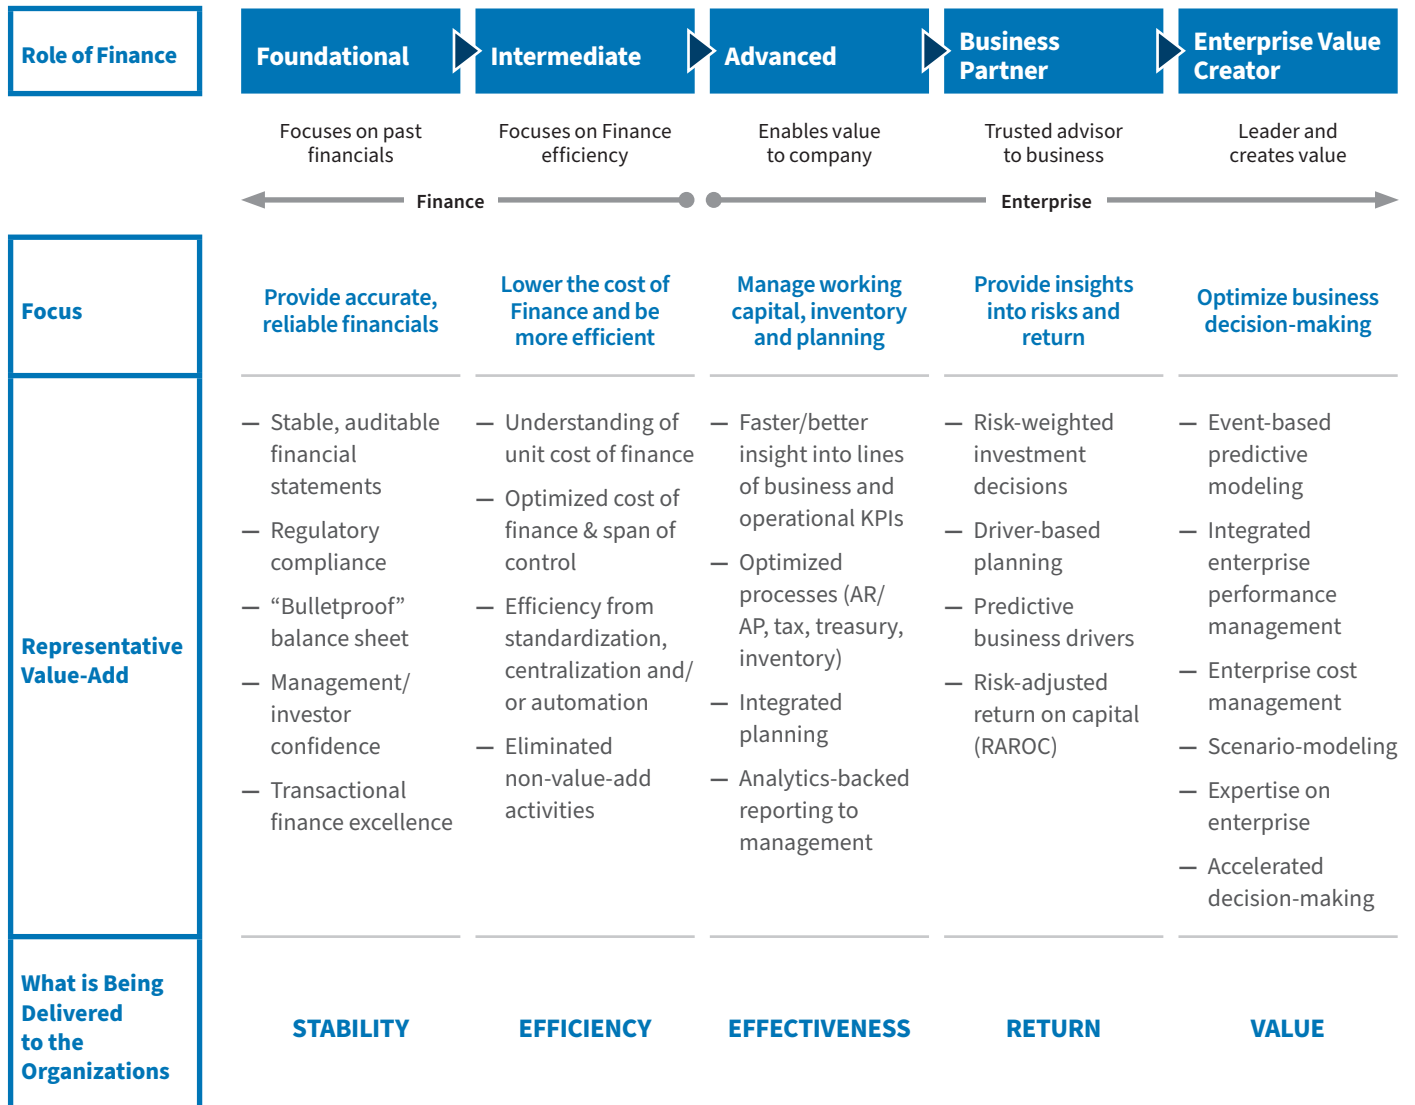 Role of Finance
Foundational
Intermediate
Advanced
Business
Partner
Enterprise Value
Creator
Focuses on past
financials
Focuses on Finance
efficiency
Enables value
to company
Trusted advisor
to business
Leader and
creates value
Finance
Enterprise
Focus
Provide accurate,
reliable financials
Lower the cost of
Finance and be
more efficient
Manage working
capital, inventory
and planning
Provide insights
into risks and
return
Optimize business
decision-making
Representative
Value-Add
— Stable, auditable
financial
statements
— Regulatory
compliance
— “Bulletproof”
balance sheet
— Management/
investor
confidence
— Transactional
finance excellence
— Understanding of
unit cost of finance
— Optimized cost of
finance & span of
control
— Efficiency from
standardization,
centralization and/
or automation
— Eliminated
non-value-add
activities
— Faster/better
insight into lines
of business and
operational KPIs
— Optimized
processes (AR/
AP, tax, treasury,
inventory)
— Integrated
planning
— Analytics-backed
reporting to
management
— Risk-weighted
investment
decisions
— Driver-based
planning
— Predictive
business drivers
— Risk-adjusted
return on capital
(RAROC)
— Event-based
predictive
modeling
— Integrated
enterprise
performance
management
— Enterprise cost
management
— Scenario-modeling
— Expertise on
enterprise
— Accelerated
decision-making
What is Being
Delivered
to the
Organizations
STABILITY
EFFICIENCY
EFFECTIVENESS
RETURN
VALUE